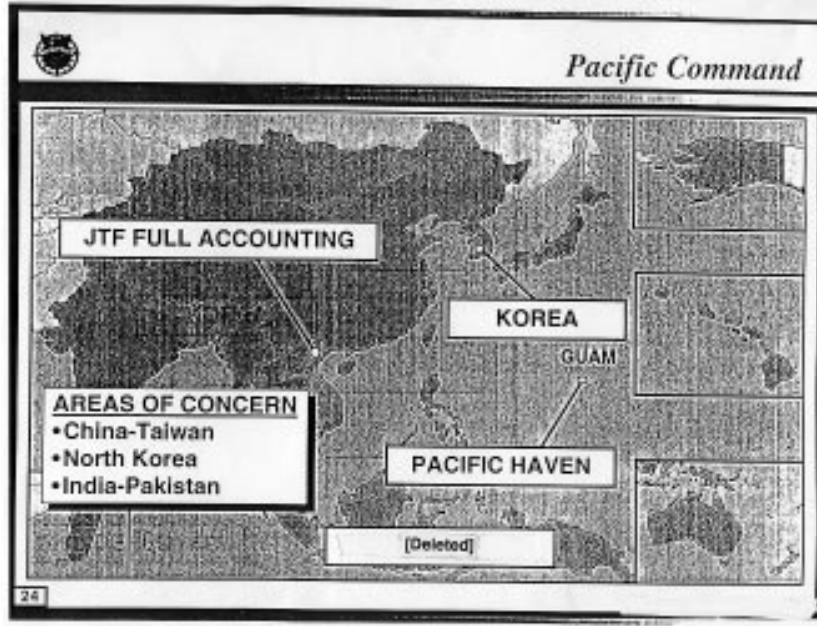 Pacific Command
JTF FULL ACCOUNTING
KOREA
GUAM
AREAS OF CONCERN
•China-Taiwan
•North Korea
•India-Pakistan
PACIFIC HAVEN
[Deleted]
24